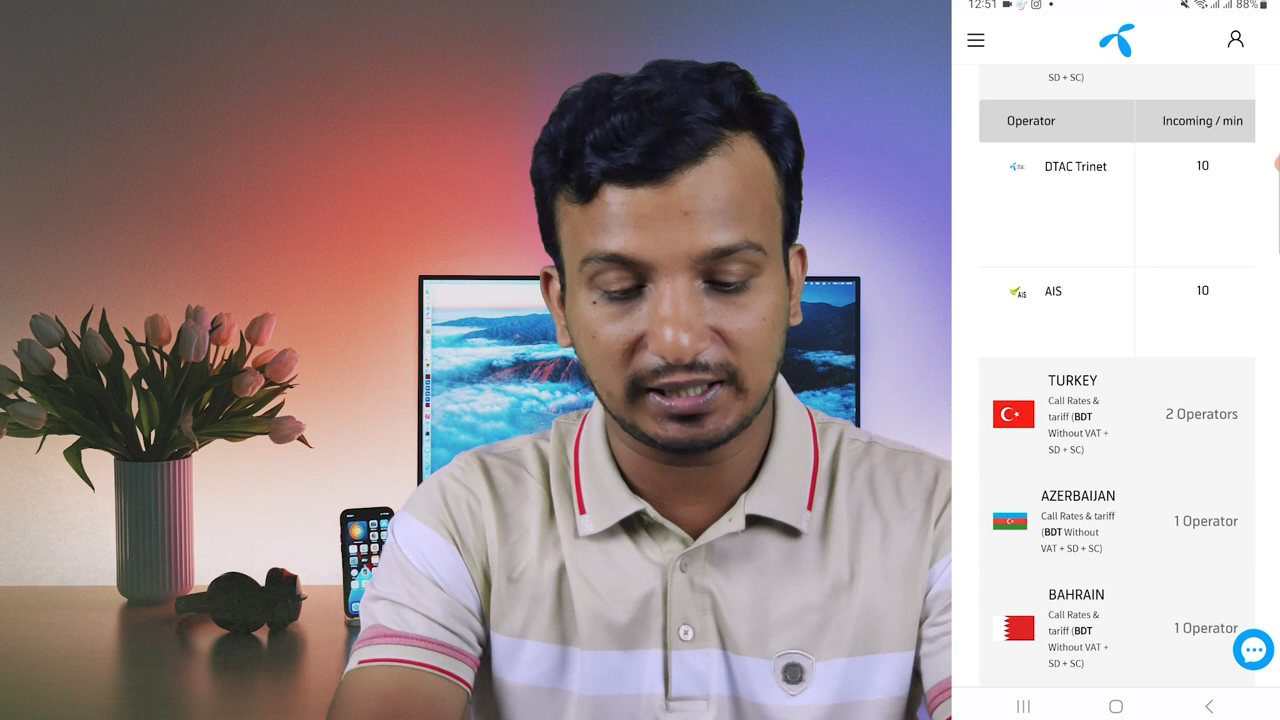 12:51
88%
SD + SC)
Operator
Incoming / min
DTAC Trinet
10
AIS
AIS
10
TURKEY
Call Rates &
tariff (BDT
Without VAT +
SD + SC)
2 Operators
AZERBAIJAN
Call Rates & tariff
(BDT Without
VAT + SD + SC)
1 Operator
BAHRAIN
Call Rates &
tariff (BDT
Without VAT +
SD + SC)
1 Operator